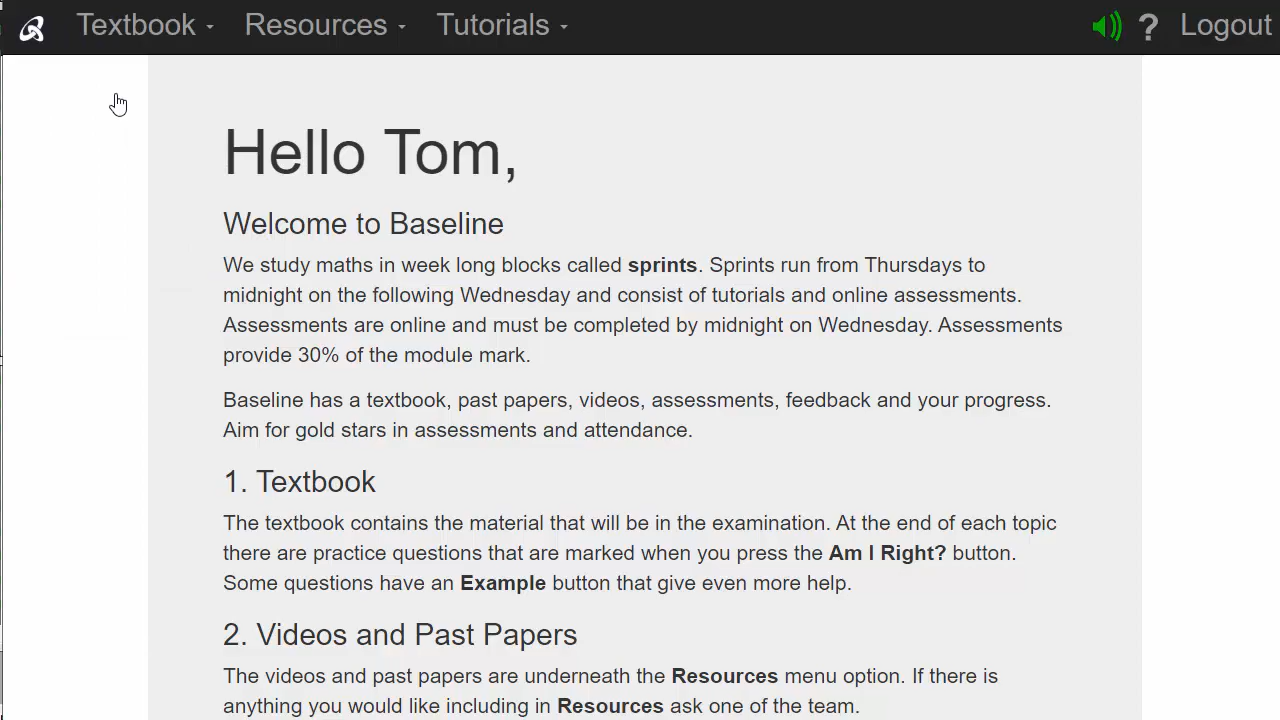 Textbook Resources Tutorials ? Logout
Hello Tom,
Welcome to Baseline
We study maths in week long blocks called sprints. Sprints run from Thursdays to
midnight on the following Wednesday and consist of tutorials and online assessments.
Assessments are online and must be completed by midnight on Wednesday. Assessments
provide 30% of the module mark.
Baseline has a textbook, past papers, videos, assessments, feedback and your progress.
Aim for gold stars in assessments and attendance.
1. Textbook
The textbook contains the material that will be in the examination. At the end of each topic
there are practice questions that are marked when you press the Am I Right? button.
Some questions have an Example button that give even more help.
2. Videos and Past Papers
The videos and past papers are underneath the Resources menu option. If there is
anything you would like including in Resources ask one of the team.